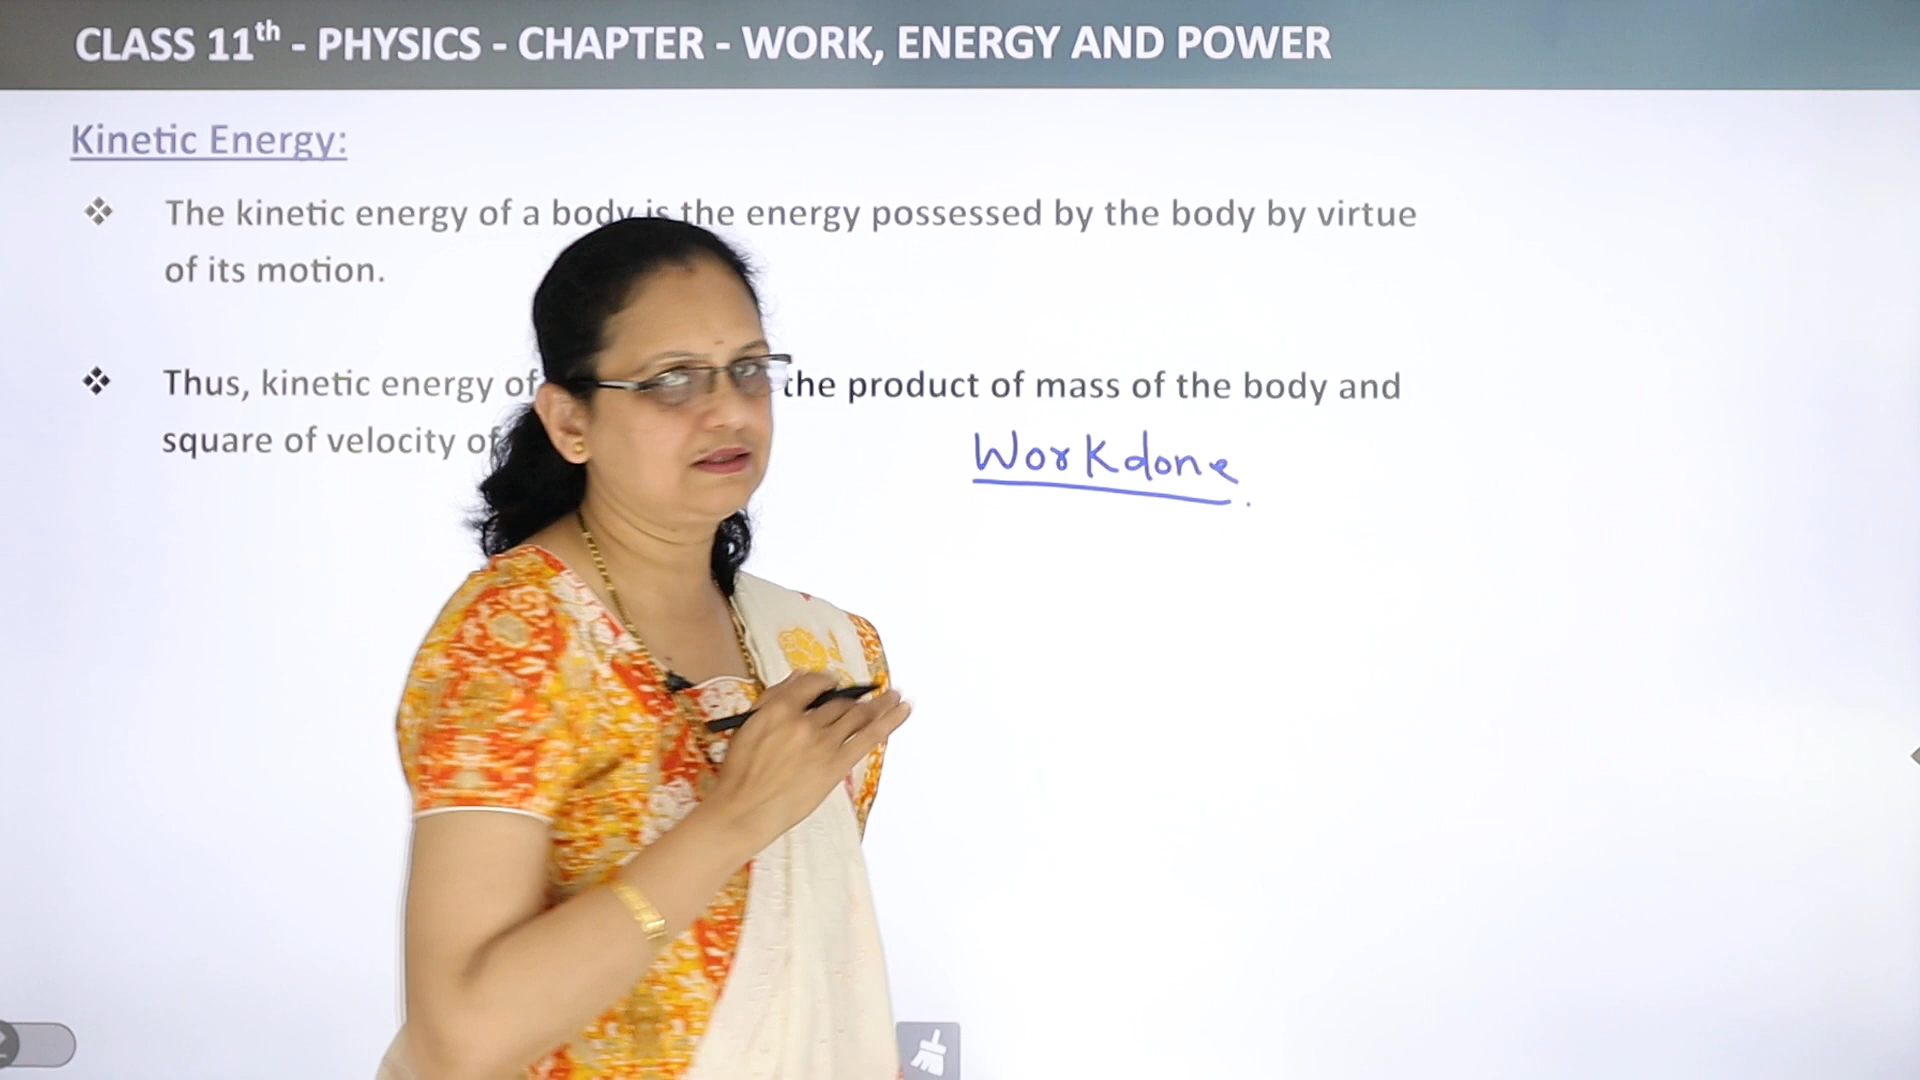 CLASS 11th - PHYSICS - CHAPTER - WORK, ENERGY AND POWER
Kinetic Energy:
❖ The kinetic energy of a body is the energy possessed by the body by virtue
of its motion.
❖ Thus, kinetic energy of the product of mass of the body and
square of velocity of
Workdone